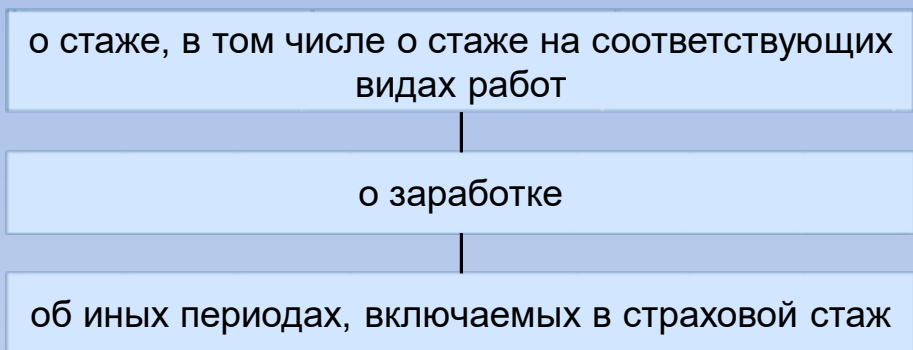 о стаже, в том числе о стаже на соответствующих
видах работ
о заработке
об иных периодах, включаемых в страховой стаж